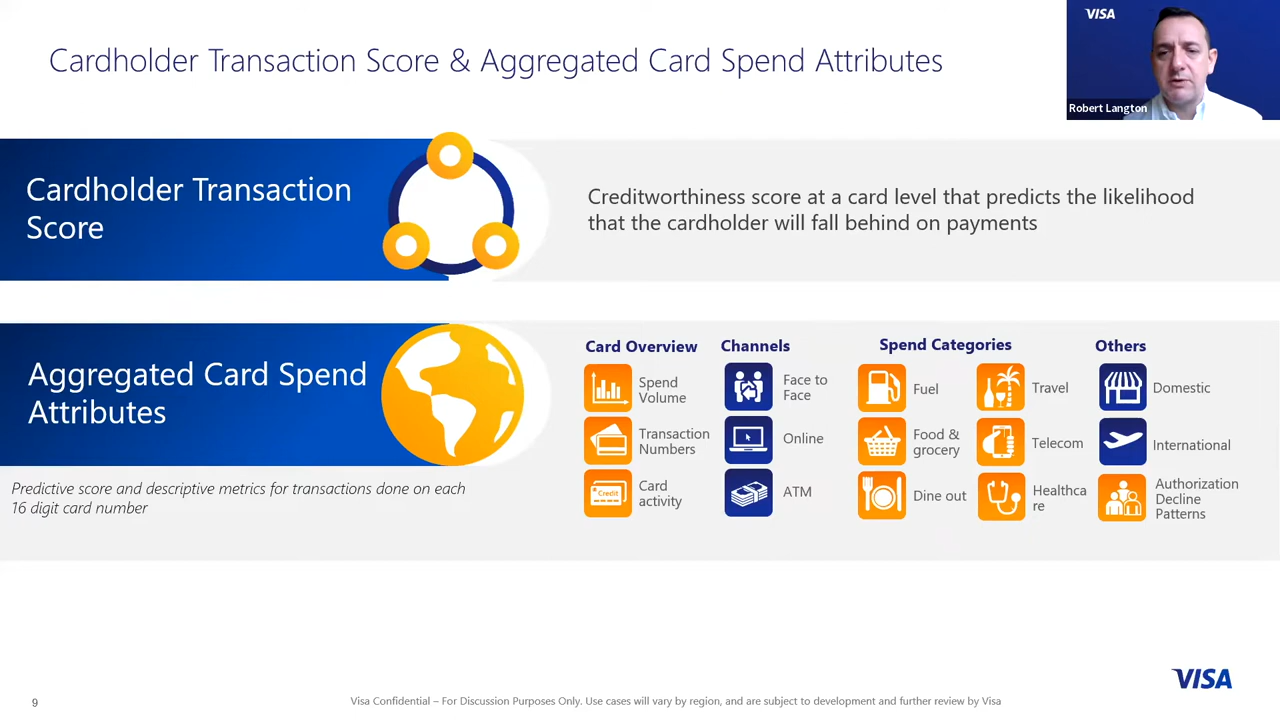 Cardholder Transaction Score & Aggregated Card Spend Attributes
VISA
Robert Langton
Cardholder Transaction
Score
Creditworthiness score at a card level that predicts the likelihood
that the cardholder will fall behind on payments
Aggregated Card Spend
Attributes
Predictive score and descriptive metrics for transactions done on each
16 digit card number
Card Overview
Spend
Volume
Transaction
Numbers
Credit
Card
activity
Channels
Face to
Face
Online
ATM
Spend Categories
Fuel
Food &
grocery
Dine out
Travel
Telecom
Healthca
re
Others
Domestic
International
Authorization
Decline
Patterns
VISA
9
Visa Confidential – For Discussion Purposes Only. Use cases will vary by region, and are subject to development and further review by Visa